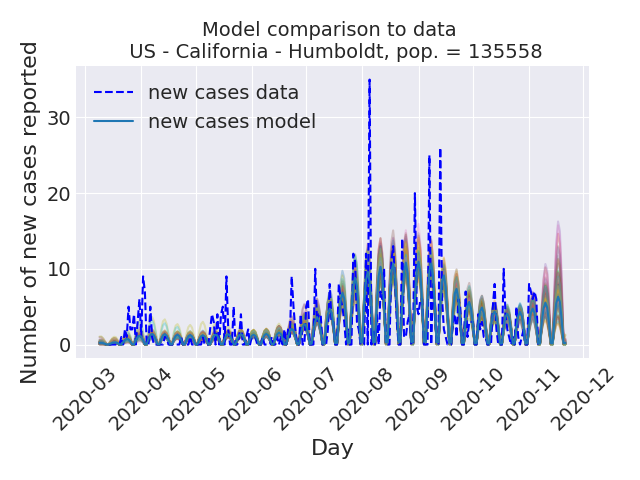 Model comparison to data
US - California - Humboldt, pop. = 135558
Number of new cases reported
new cases data
new cases model
30
20
10
0
2020-03
2020-04
2020-05
2020-06
2020-07
2020-08
2020-09
2020-10
2020-11
2020-12
Day